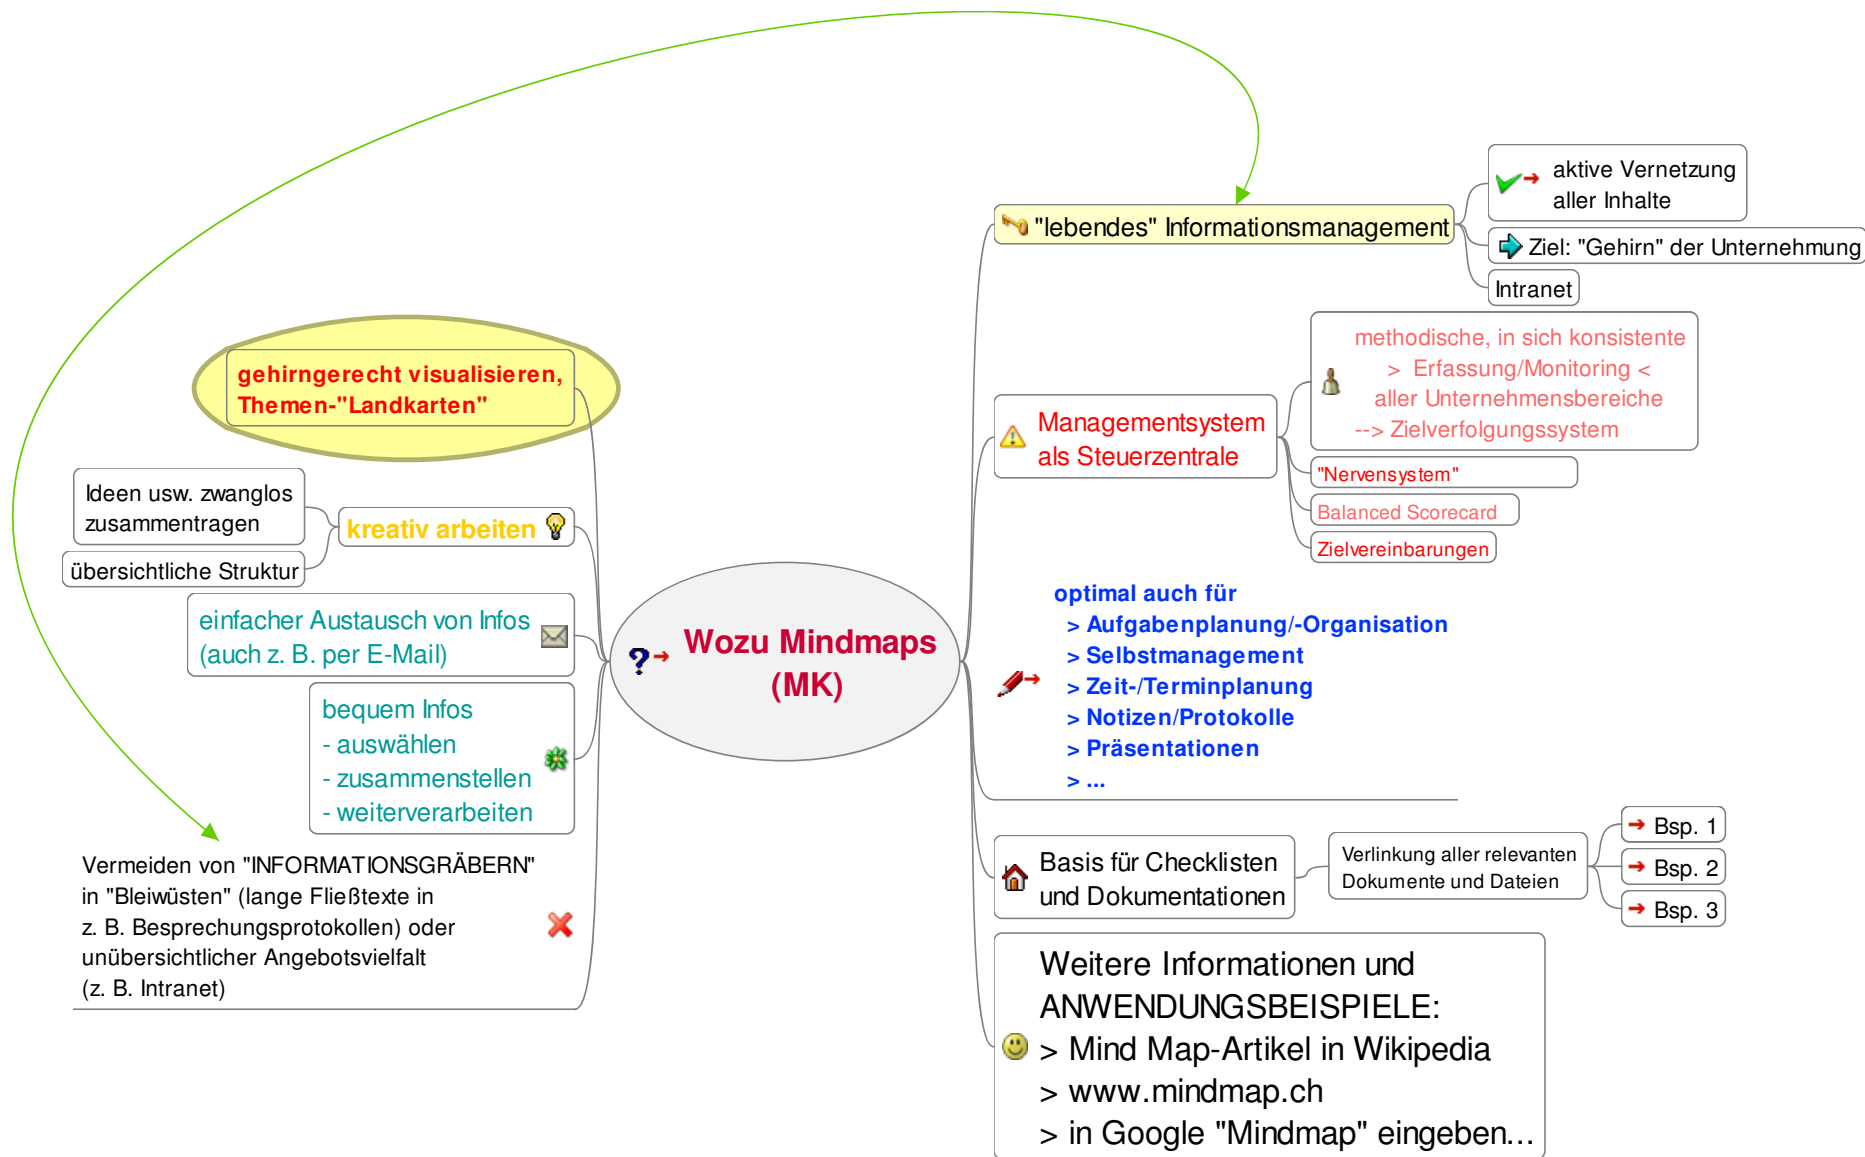 Wozu Mindmaps
(MK)
gehirngerecht visualisieren,
Themen-"Landkarten"
kreativ arbeiten
Ideen usw. zwanglos
zusammentragen
übersichtliche Struktur
einfacher Austausch von Infos
(auch z. B. per E-Mail)
bequem Infos
- auswählen
- zusammenstellen
- weiterverarbeiten
Vermeiden von "INFORMATIONSGRÄBERN"
in "Bleiwüsten" (lange Fließtexte in
z. B. Besprechungsprotokollen) oder
unübersichtlicher Angebotsvielfalt
(z. B. Intranet)
"lebendes" Informationsmanagement
aktive Vernetzung
aller Inhalte
Ziel: "Gehirn" der Unternehmung
Intranet
Managementsystem
als Steuerzentrale
methodische, in sich konsistente
> Erfassung/Monitoring <
aller Unternehmensbereiche
--> Zielverfolgungssystem
"Nervensystem"
Balanced Scorecard
Zielvereinbarungen
optimal auch für
> Aufgabenplanung/-Organisation
> Selbstmanagement
> Zeit-/Terminplanung
> Notizen/Protokolle
> Präsentationen
> ...
Basis für Checklisten
und Dokumentationen
Verlinkung aller relevanten
Dokumente und Dateien
Bsp. 1
Bsp. 2
Bsp. 3
Weitere Informationen und
ANWENDUNGSBEISPIELE:
> Mind Map-Artikel in Wikipedia
> www.mindmap.ch
> in Google "Mindmap" eingeben...